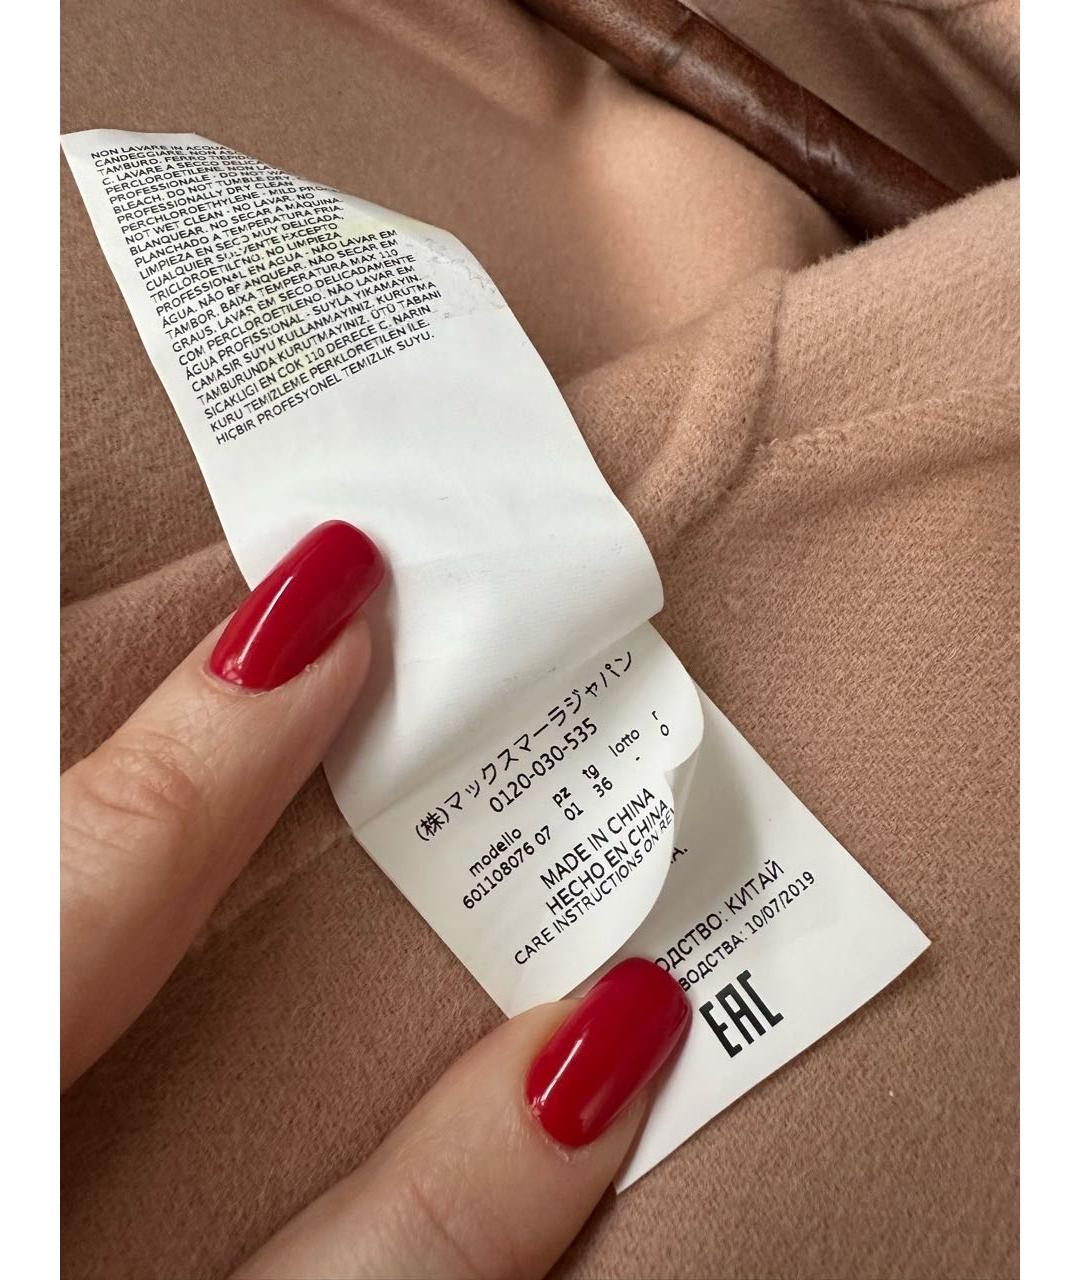 NON LAVARE IN ACQUA
CANDEGGIARE. NON
TAMBURO. FERRO TIEPIDO
C. LAVARE A SECCO
PERCLOROETILENE. NON
PROFESSIONALE - DO NOT
BLEACH. DO NOT TUMBLE DRY.
PROFESSIONALLY DRY CLEAN
PERCHLOROETHYLENE - MILD
NOT WET CLEAN - NO LAVAR. NO
BLANQUEAR. NO SECAR A MÁQUINA.
PLANCHADO A TEMPERATURA FRIA.
LIMPIEZA EN SECO MUY DELICADA
CUALQUIER SOLVENTE EXCEPTO
TRICLOROETILENO. NO LIMPIEZA
PROFESSIONAL EN AGUA - NÃO LAVAR EM
ÁGUA. NÃO BRANQUEAR. NÃO SECAR EM
TAMBOR. BAIXA TEMPERATURA MAX 110
GRAUS. LAVAR EM SECO DELICADAMENTE
COM PERCLOROETILENO. NÃO LAVAR EM
ÁGUA PROFISSIONAL - SUYLA YIKAMAYIN.
CAMASIR SUYU KULLANMAYINIZ. KURUTMA
TAMBURUNDA KURUTMAYINIZ. ÜTÜ TABANI
SICAKLIGI EN COK 110 DERECE C. NARIN
KURU TEMIZLEME PERKLORETILEN ILE.
HIÇBIR PROFESYONEL TEMIZLIK SUYU.
(株)マックスマーラジャパン
0120-030-535
modello pz tg lotto r
601108076 07 01 36 - 0
MADE IN CHINA
HECHO EN CHINA
CARE INSTRUCTIONS ON RE
A.
ОДСТВО: КИТАЙ
ВОДСТВА: 10/07/2019
EAC